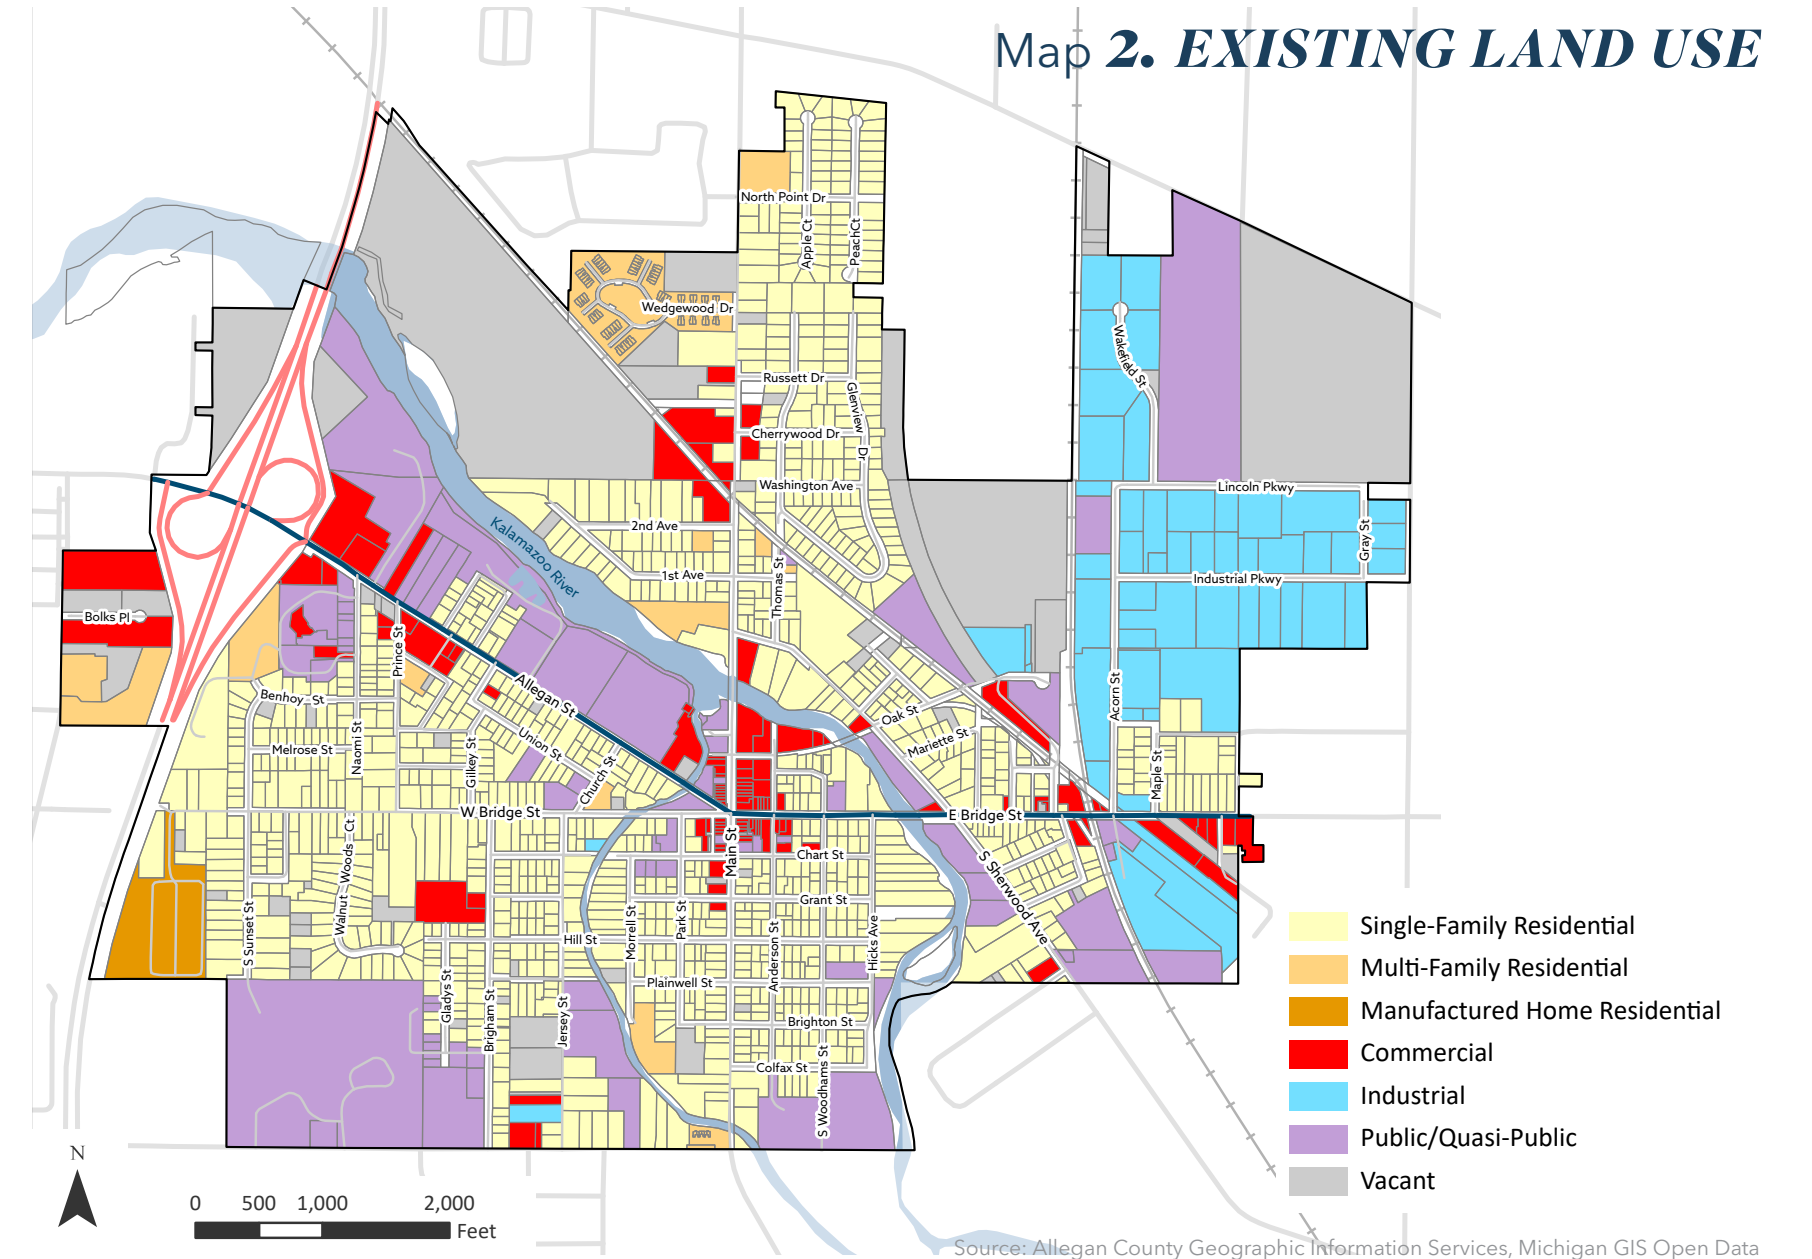 Map 2. EXISTING LAND USE
North Point Dr
Apple Ct
PeachCt
Wedgewood Dr
Wakefield St
Russett Dr
Glenview Dr
Cherrywood Dr
Washington Ave
Lincoln Pkwy
2nd Ave
Gray St
Kalamazoo River
1st Ave
Thomas St
Industrial Pkwy
Bolks Pl
Prince St
Benhoy St
Allegan St
Acorn St
Oak St
Naomi St
Melrose St
Union St
Mariette St
Gilkey St
Church St
Maple St
W Bridge St
E Bridge St
Main St
Chart St
Walnut Woods Ct
S Sherwood Ave
Grant St
S Sunset St
Morrell St
Park St
Hill St
Anderson St
Hicks Ave
Plainwell St
Gladys St
Brigham St
Jersey St
Brighton St
Colfax St
S Woodhams St
Single-Family Residential
Multi-Family Residential
Manufactured Home Residential
Commercial
Industrial
Public/Quasi-Public
Vacant
N
0 500 1,000 2,000
Feet
Source: Allegan County Geographic Information Services, Michigan GIS Open Data